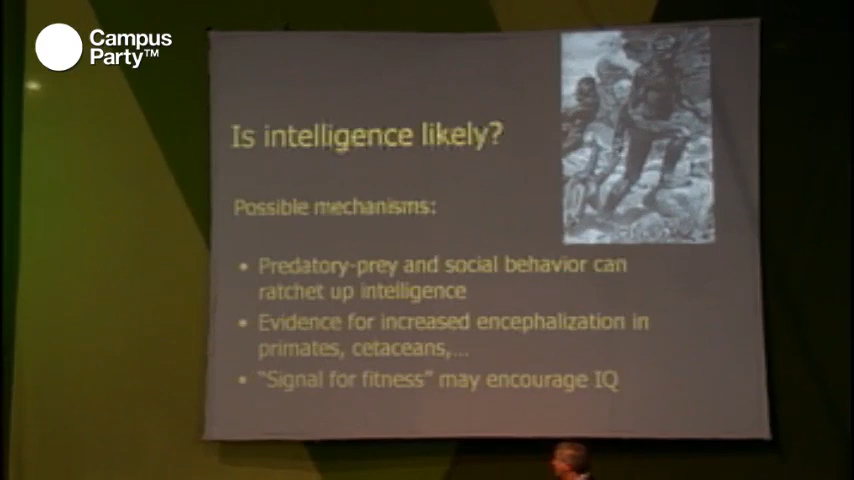 Campus
Party™
Is intelligence likely?
Possible mechanisms:
• Predatory-prey and social behavior can
ratchet up intelligence
• Evidence for increased encephalization in
primates, cetaceans,...
• “Signal for fitness” may encourage IQ